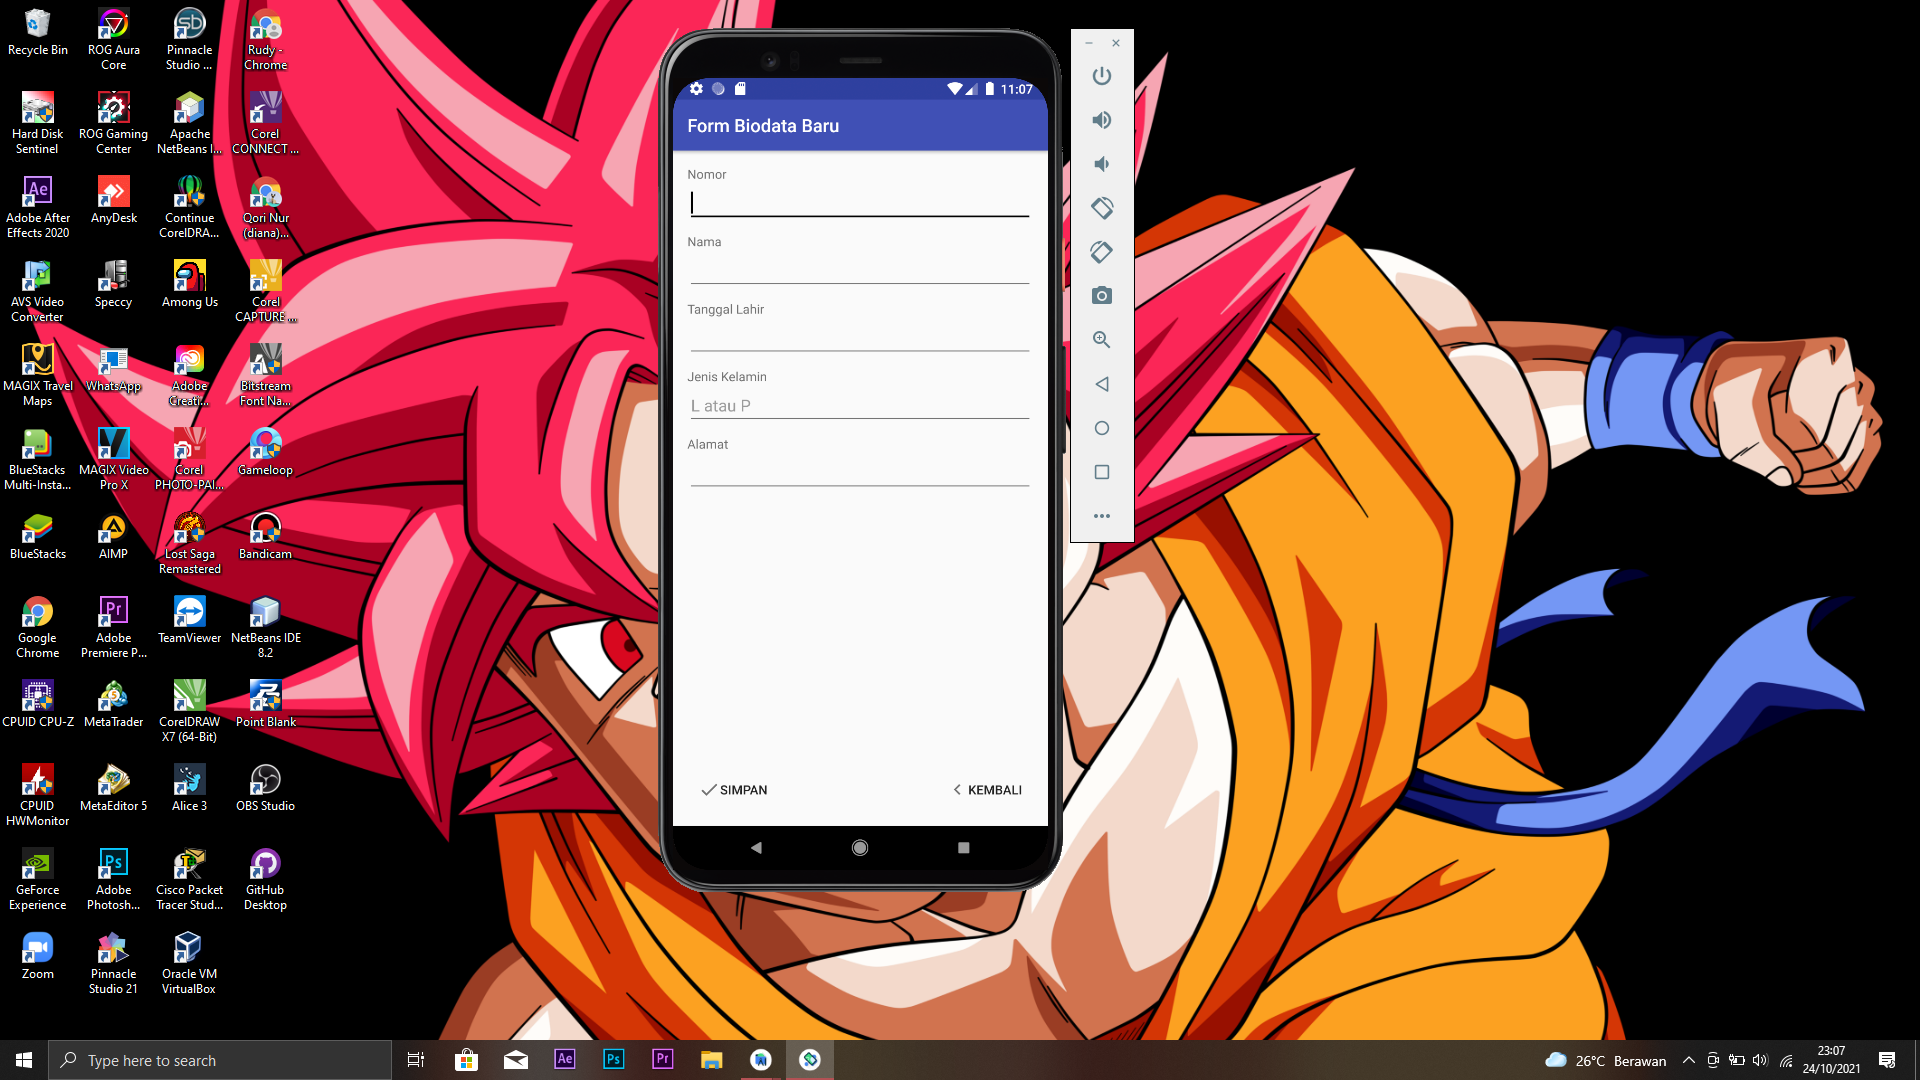 Recycle Bin
ROG Aura
Core
Pinnacle
Studio ...
Rudy -
Chrome
Hard Disk
Sentinel
ROG Gaming
Center
Apache
NetBeans I...
Corel
CONNECT ...
Adobe After
Effects 2020
AnyDesk
Continue
CorelDRA...
Qori Nur
(diana)...
AVS Video
Converter
Speccy
Among Us
Corel
CAPTURE ...
MAGIX Travel
Maps
WhatsApp
Adobe
Creati...
Bitstream
Font Na...
BlueStacks
Multi-Insta...
MAGIX Video
Pro X
Corel
PHOTO-PAI...
Gameloop
BlueStacks
AIMP
Lost Saga
Remastered
Bandicam
Google
Chrome
Adobe
Premiere P...
TeamViewer
NetBeans IDE
8.2
CPUID CPU-Z
MetaTrader
CorelDRAW
X7 (64-Bit)
Point Blank
CPUID
HWMonitor
MetaEditor 5
Alice 3
OBS Studio
GeForce
Experience
Adobe
Photosh...
Cisco Packet
Tracer Stud...
GitHub
Desktop
Zoom
Pinnacle
Studio 21
Oracle VM
VirtualBox
11:07
Form Biodata Baru
Nomor
Nama
Tanggal Lahir
Jenis Kelamin
L atau P
Alamat
SIMPAN
KEMBALI
Type here to search
Ae
Ps
Pr
26°C Berawan
23:07
24/10/2021